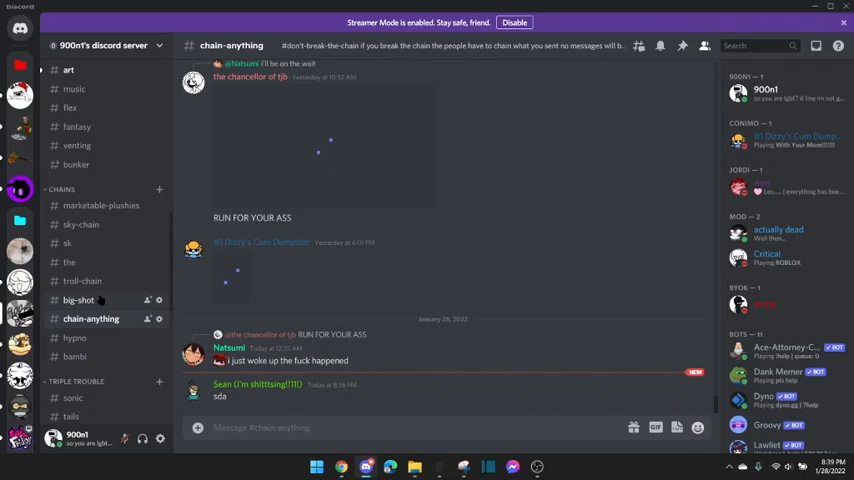 Discord
Streamer Mode is enabled. Stay safe, friend. Disable
900n1's discord server
# chain-anything
#don't-break-the-chain if you break the chain the people have to chain what you sent no messages will b...
Search
# art
# music
# flex
# fantasy
# venting
# bunker
CHAINS
# marketable-plushies
# sky-chain
# sk
# the
# troll-chain
# big-shot
# chain-anything
# hypno
# bambi
TRIPLE TROUBLE
# sonic
# tails
900n1
so you are lgbt...
@Natsumi i'll be on the wait
the chancellor of tjb Yesterday at 10:52 AM
RUN FOR YOUR ASS
#1 Dizzy's Cum Dumpster Yesterday at 4:01 PM
January 28, 2022
@the chancellor of tjb RUN FOR YOUR ASS
Natsumi Today at 12:35 AM
i just woke up the fuck happened
NEW
Sean (i'm shitttsing!!11!) Today at 8:36 PM
sda
Message #chain-anything
GIF
900N1 — 1
900n1
so you are lgbt? it fine im not g...
CONIMO — 1
#1 Dizzy's Cum Dump...
Playing With Your Mom!!!!!!!
JORDI — 1
Leo.... | everything has bee...
MOD — 2
actually dead
Well then...
Critical
Playing ROBLOX
BYOK — 1
BYOK
BOTS — 11
Ace-Attorney-C... BOT
Playing !help | queue: 0
Dank Memer BOT
Playing pls help
Dyno BOT
Playing dyno.gg | ?help
Groovy BOT
Lawliet BOT
8:39 PM
1/28/2022